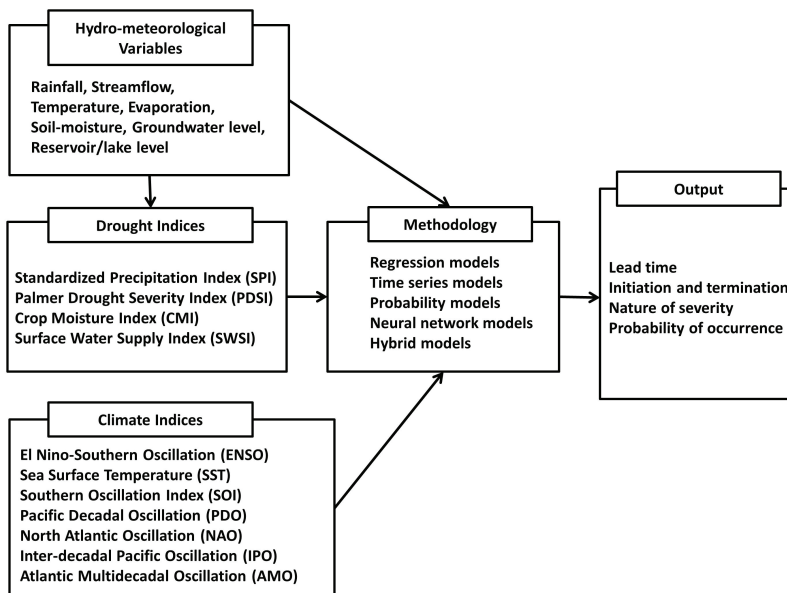 Hydro-meteorological
Variables
Rainfall, Streamflow,
Temperature, Evaporation,
Soil-moisture, Groundwater level,
Reservoir/lake level
Drought Indices
Standardized Precipitation Index (SPI)
Palmer Drought Severity Index (PDSI)
Crop Moisture Index (CMI)
Surface Water Supply Index (SWSI)
Climate Indices
El Nino-Southern Oscillation (ENSO)
Sea Surface Temperature (SST)
Southern Oscillation Index (SOI)
Pacific Decadal Oscillation (PDO)
North Atlantic Oscillation (NAO)
Inter-decadal Pacific Oscillation (IPO)
Atlantic Multidecadal Oscillation (AMO)
Methodology
Regression models
Time series models
Probability models
Neural network models
Hybrid models
Output
Lead time
Initiation and termination
Nature of severity
Probability of occurrence